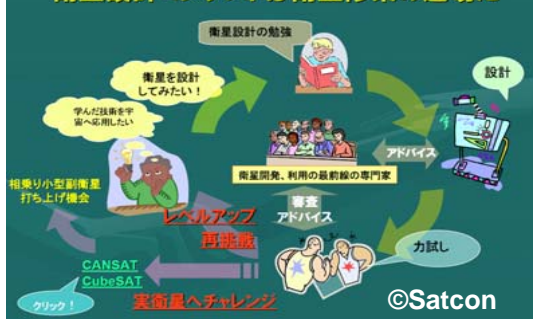 衛星設計の勉強
設計
衛星を設計
してみたい！
学んだ技術を宇
宙へ応用したい
アドバイス
衛星開発、利用の最前線の専門家
相乗り小型副衛星
打ち上げ機会
審査
アドバイス
レベルアップ
再挑戦
力試し
CANSAT
CubeSAT
クリック！
実衛星へチャレンジ
©Satcon